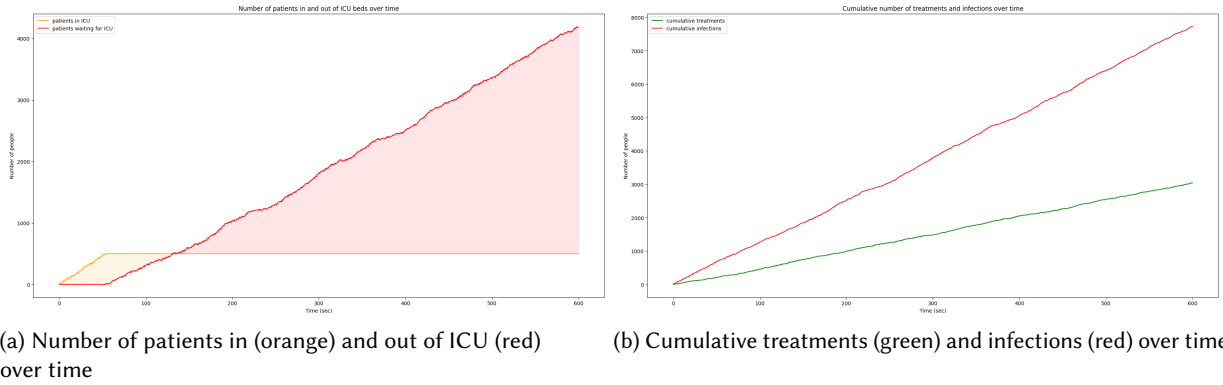 Number of patients in and out of ICU beds over time
patients in ICU
patients waiting for ICU
Number of people
4000
3000
2000
1000
0
0 100 200 300 400 500 600
Time (sec)
Cumulative number of treatments and infections over time
cumulative treatments
cumulative infections
Number of people
8000
7000
6000
5000
4000
3000
2000
1000
0
0 100 200 300 400 500 600
Time (sec)
(a) Number of patients in (orange) and out of ICU (red)
over time
(b) Cumulative treatments (green) and infections (red) over time